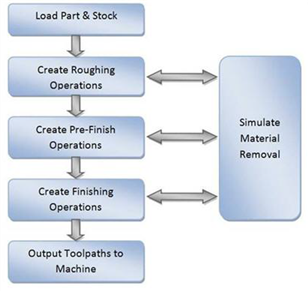 Load Part & Stock
Create Roughing
Operations
Create Pre-Finish
Operations
Create Finishing
Operations
Output Toolpaths to
Machine
Simulate
Material
Removal